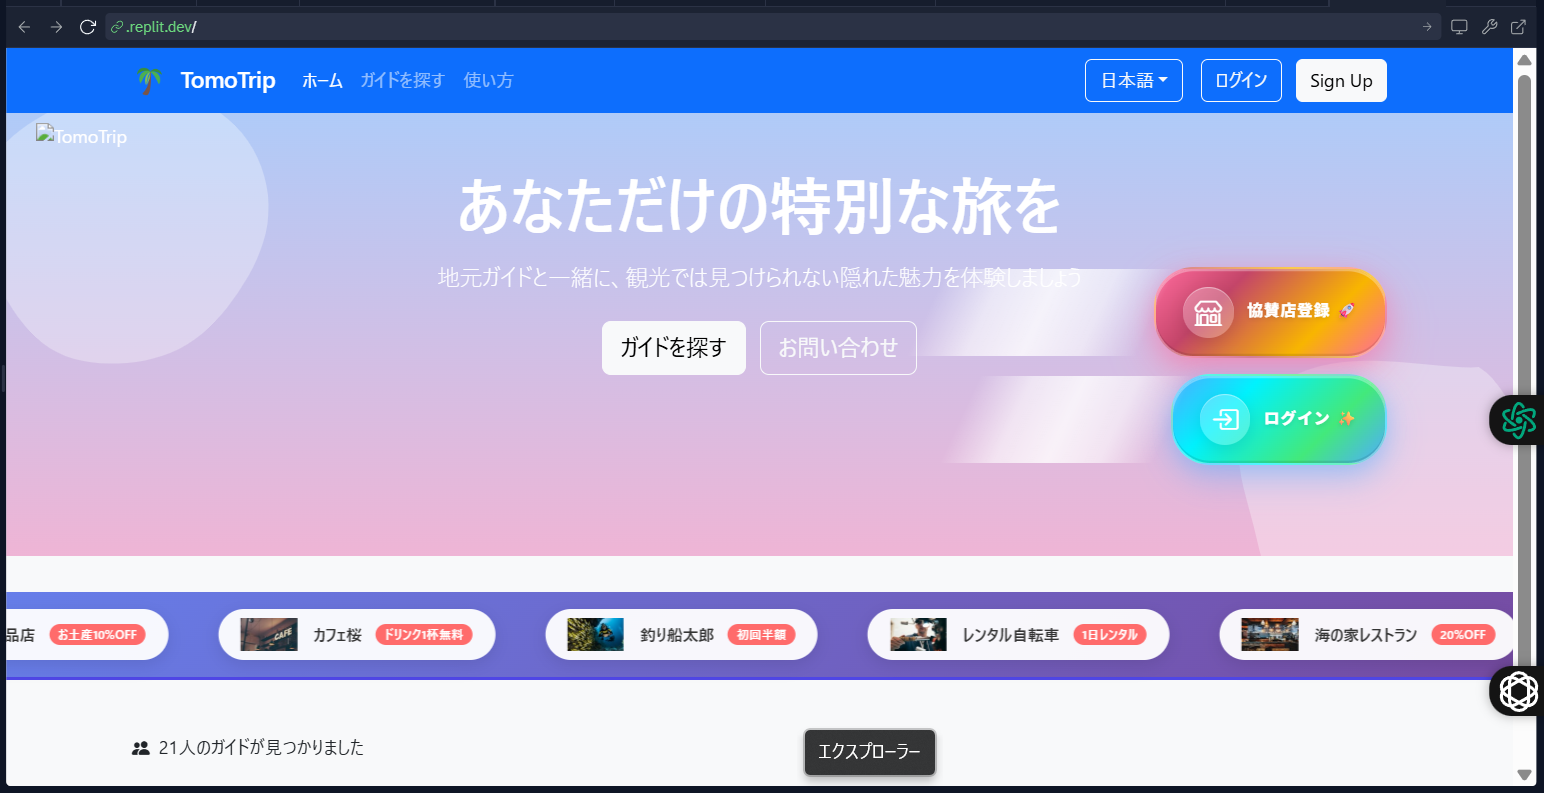 .replit.dev/
TomoTrip ホーム ガイドを探す 使い方 日本語 ログイン Sign Up
TomoTrip
あなただけの特別な旅を
地元ガイドと一緒に、観光では見つけられない隠れた魅力を体験しましょう
協賛店登録 🚀
ガイドを探す お問い合わせ
ログイン ✨
品店 お土産10%OFF カフェ桜 ドリンク1杯無料 釣り船太郎 初回半額 レンタル自転車 1日レンタル 海の家レストラン 20%OFF
21人のガイドが見つかりました
エクスプローラー